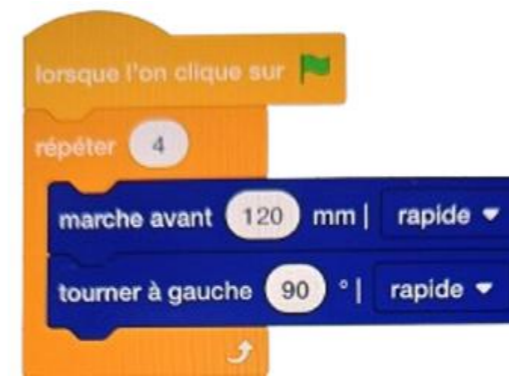 lorsque l'on clique sur
répéter 4
marche avant 120 mm | rapide
tourner à gauche 90 ° | rapide